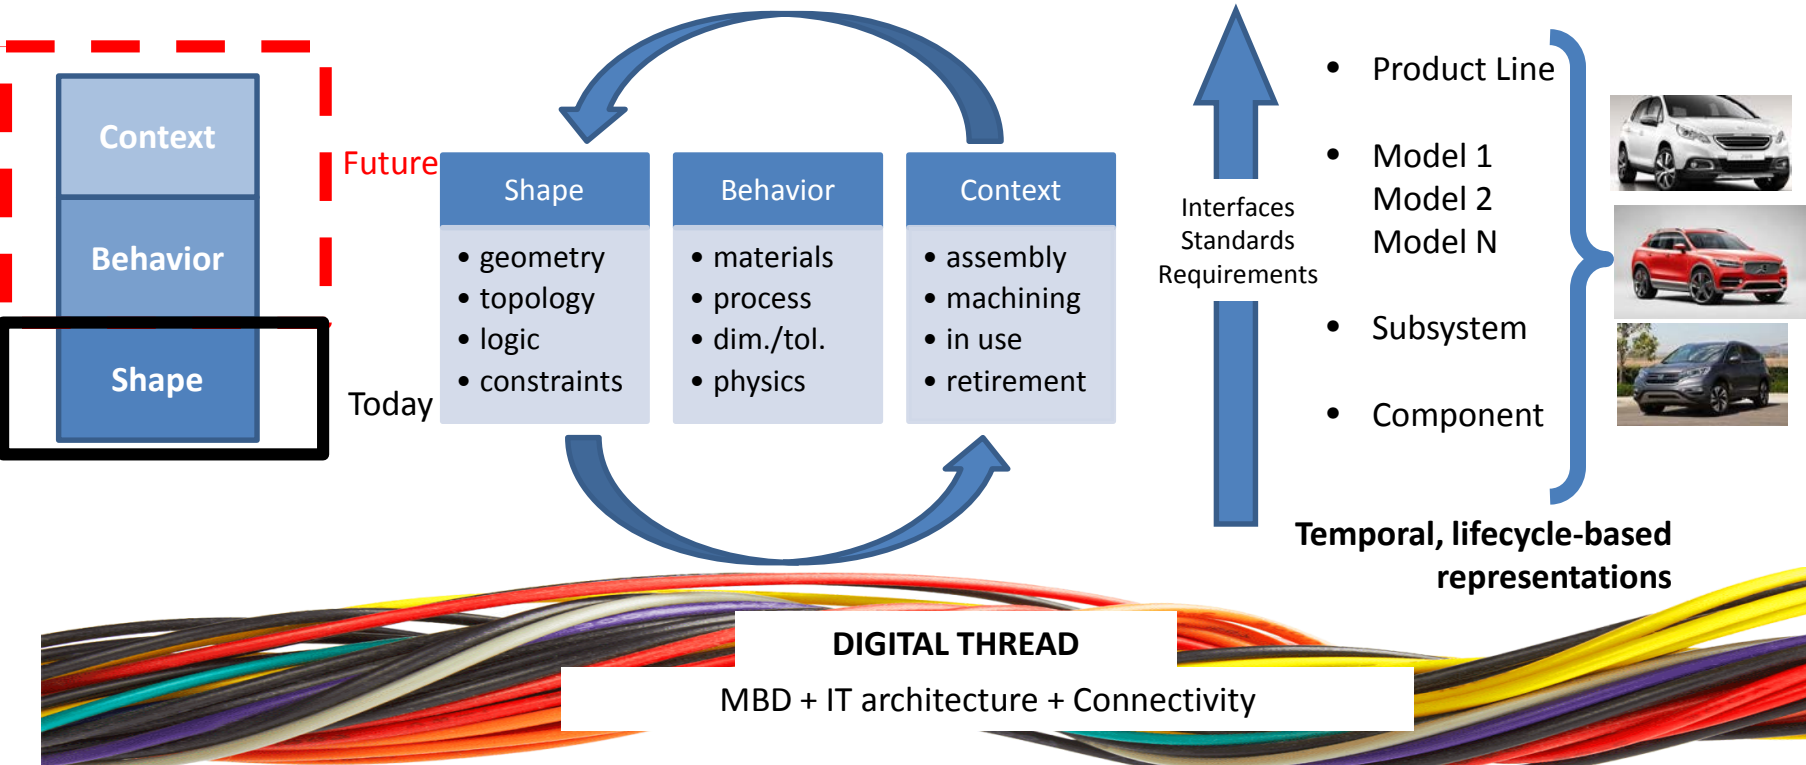 Context
Behavior
Shape
Future
Today
Shape
• geometry
• topology
• logic
• constraints
Behavior
• materials
• process
• dim./tol.
• physics
Context
• assembly
• machining
• in use
• retirement
Interfaces
Standards
Requirements
• Product Line
• Model 1
Model 2
Model N
• Subsystem
• Component
Temporal, lifecycle-based
representations
DIGITAL THREAD
MBD + IT architecture + Connectivity